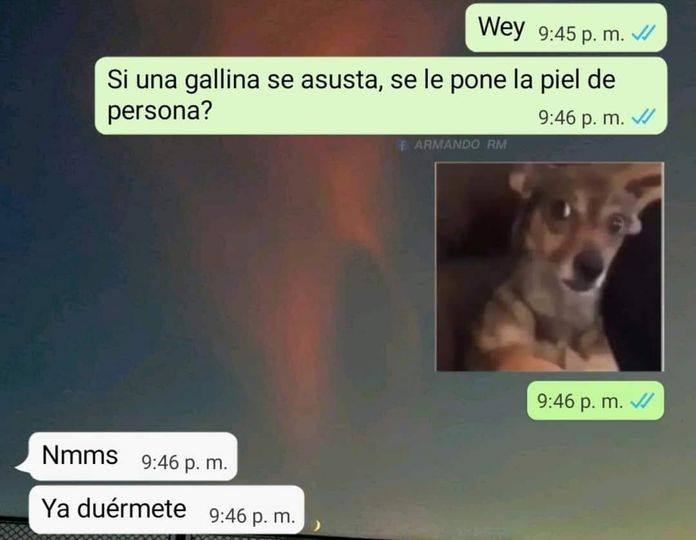 Wey 9:45 p. m.
Si una gallina se asusta, se le pone la piel de
persona? 9:46 p. m.
ARMANDO RM
9:46 p. m.
Nmms 9:46 p. m.
Ya duérmete 9:46 p. m.